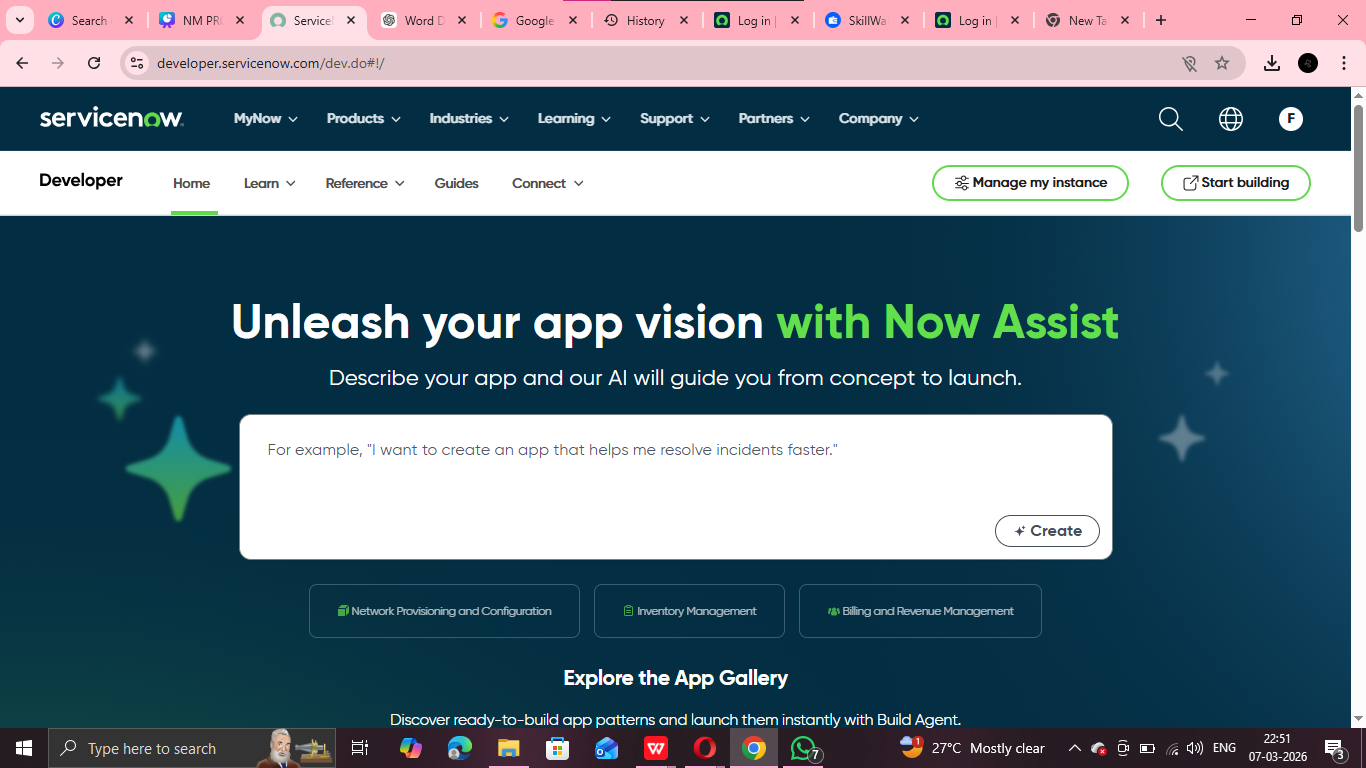 Search
NM PR
Service
Word D
Google
History
Log in |
SkillWa
Log in |
New Ta
developer.servicenow.com/dev.do#!/
servicenow
MyNow
Products
Industries
Learning
Support
Partners
Company
F
Developer
Home
Learn
Reference
Guides
Connect
Manage my instance
Start building
Unleash your app vision with Now Assist
Describe your app and our AI will guide you from concept to launch.
For example, "I want to create an app that helps me resolve incidents faster."
Create
Network Provisioning and Configuration
Inventory Management
Billing and Revenue Management
Explore the App Gallery
Discover ready-to-build app patterns and launch them instantly with Build Agent.
Type here to search
7
1
27°C Mostly clear
ENG
22:51
07-03-2026
3